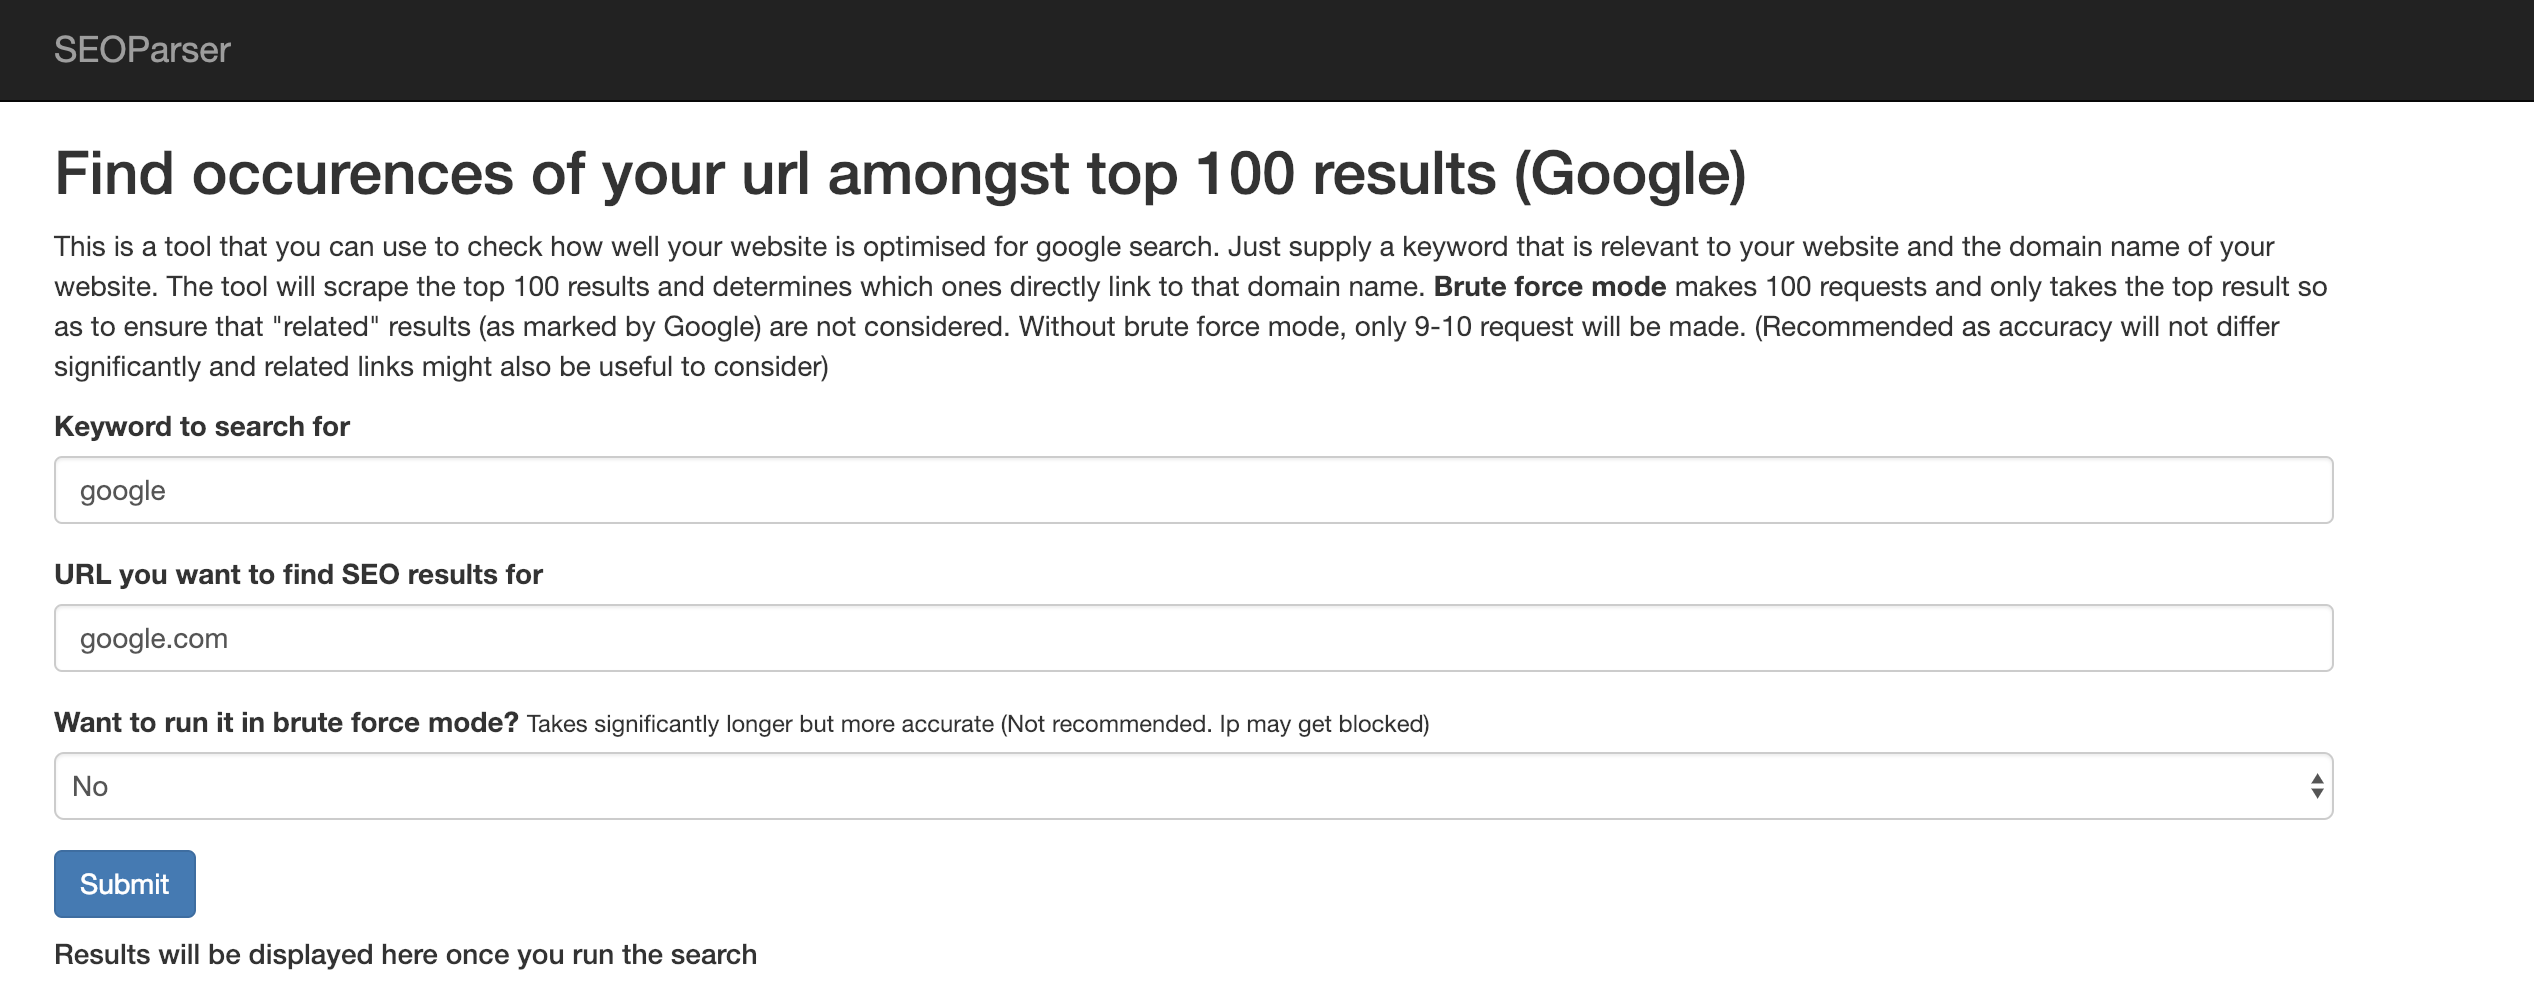 SEOParser
Find occurences of your url amongst top 100 results (Google)
This is a tool that you can use to check how well your website is optimised for google search. Just supply a keyword that is relevant to your website and the domain name of your
website. The tool will scrape the top 100 results and determines which ones directly link to that domain name. Brute force mode makes 100 requests and only takes the top result so
as to ensure that "related" results (as marked by Google) are not considered. Without brute force mode, only 9-10 request will be made. (Recommended as accuracy will not differ
significantly and related links might also be useful to consider)
Keyword to search for
google
URL you want to find SEO results for
google.com
Want to run it in brute force mode? Takes significantly longer but more accurate (Not recommended. Ip may get blocked)
No
Submit
Results will be displayed here once you run the search